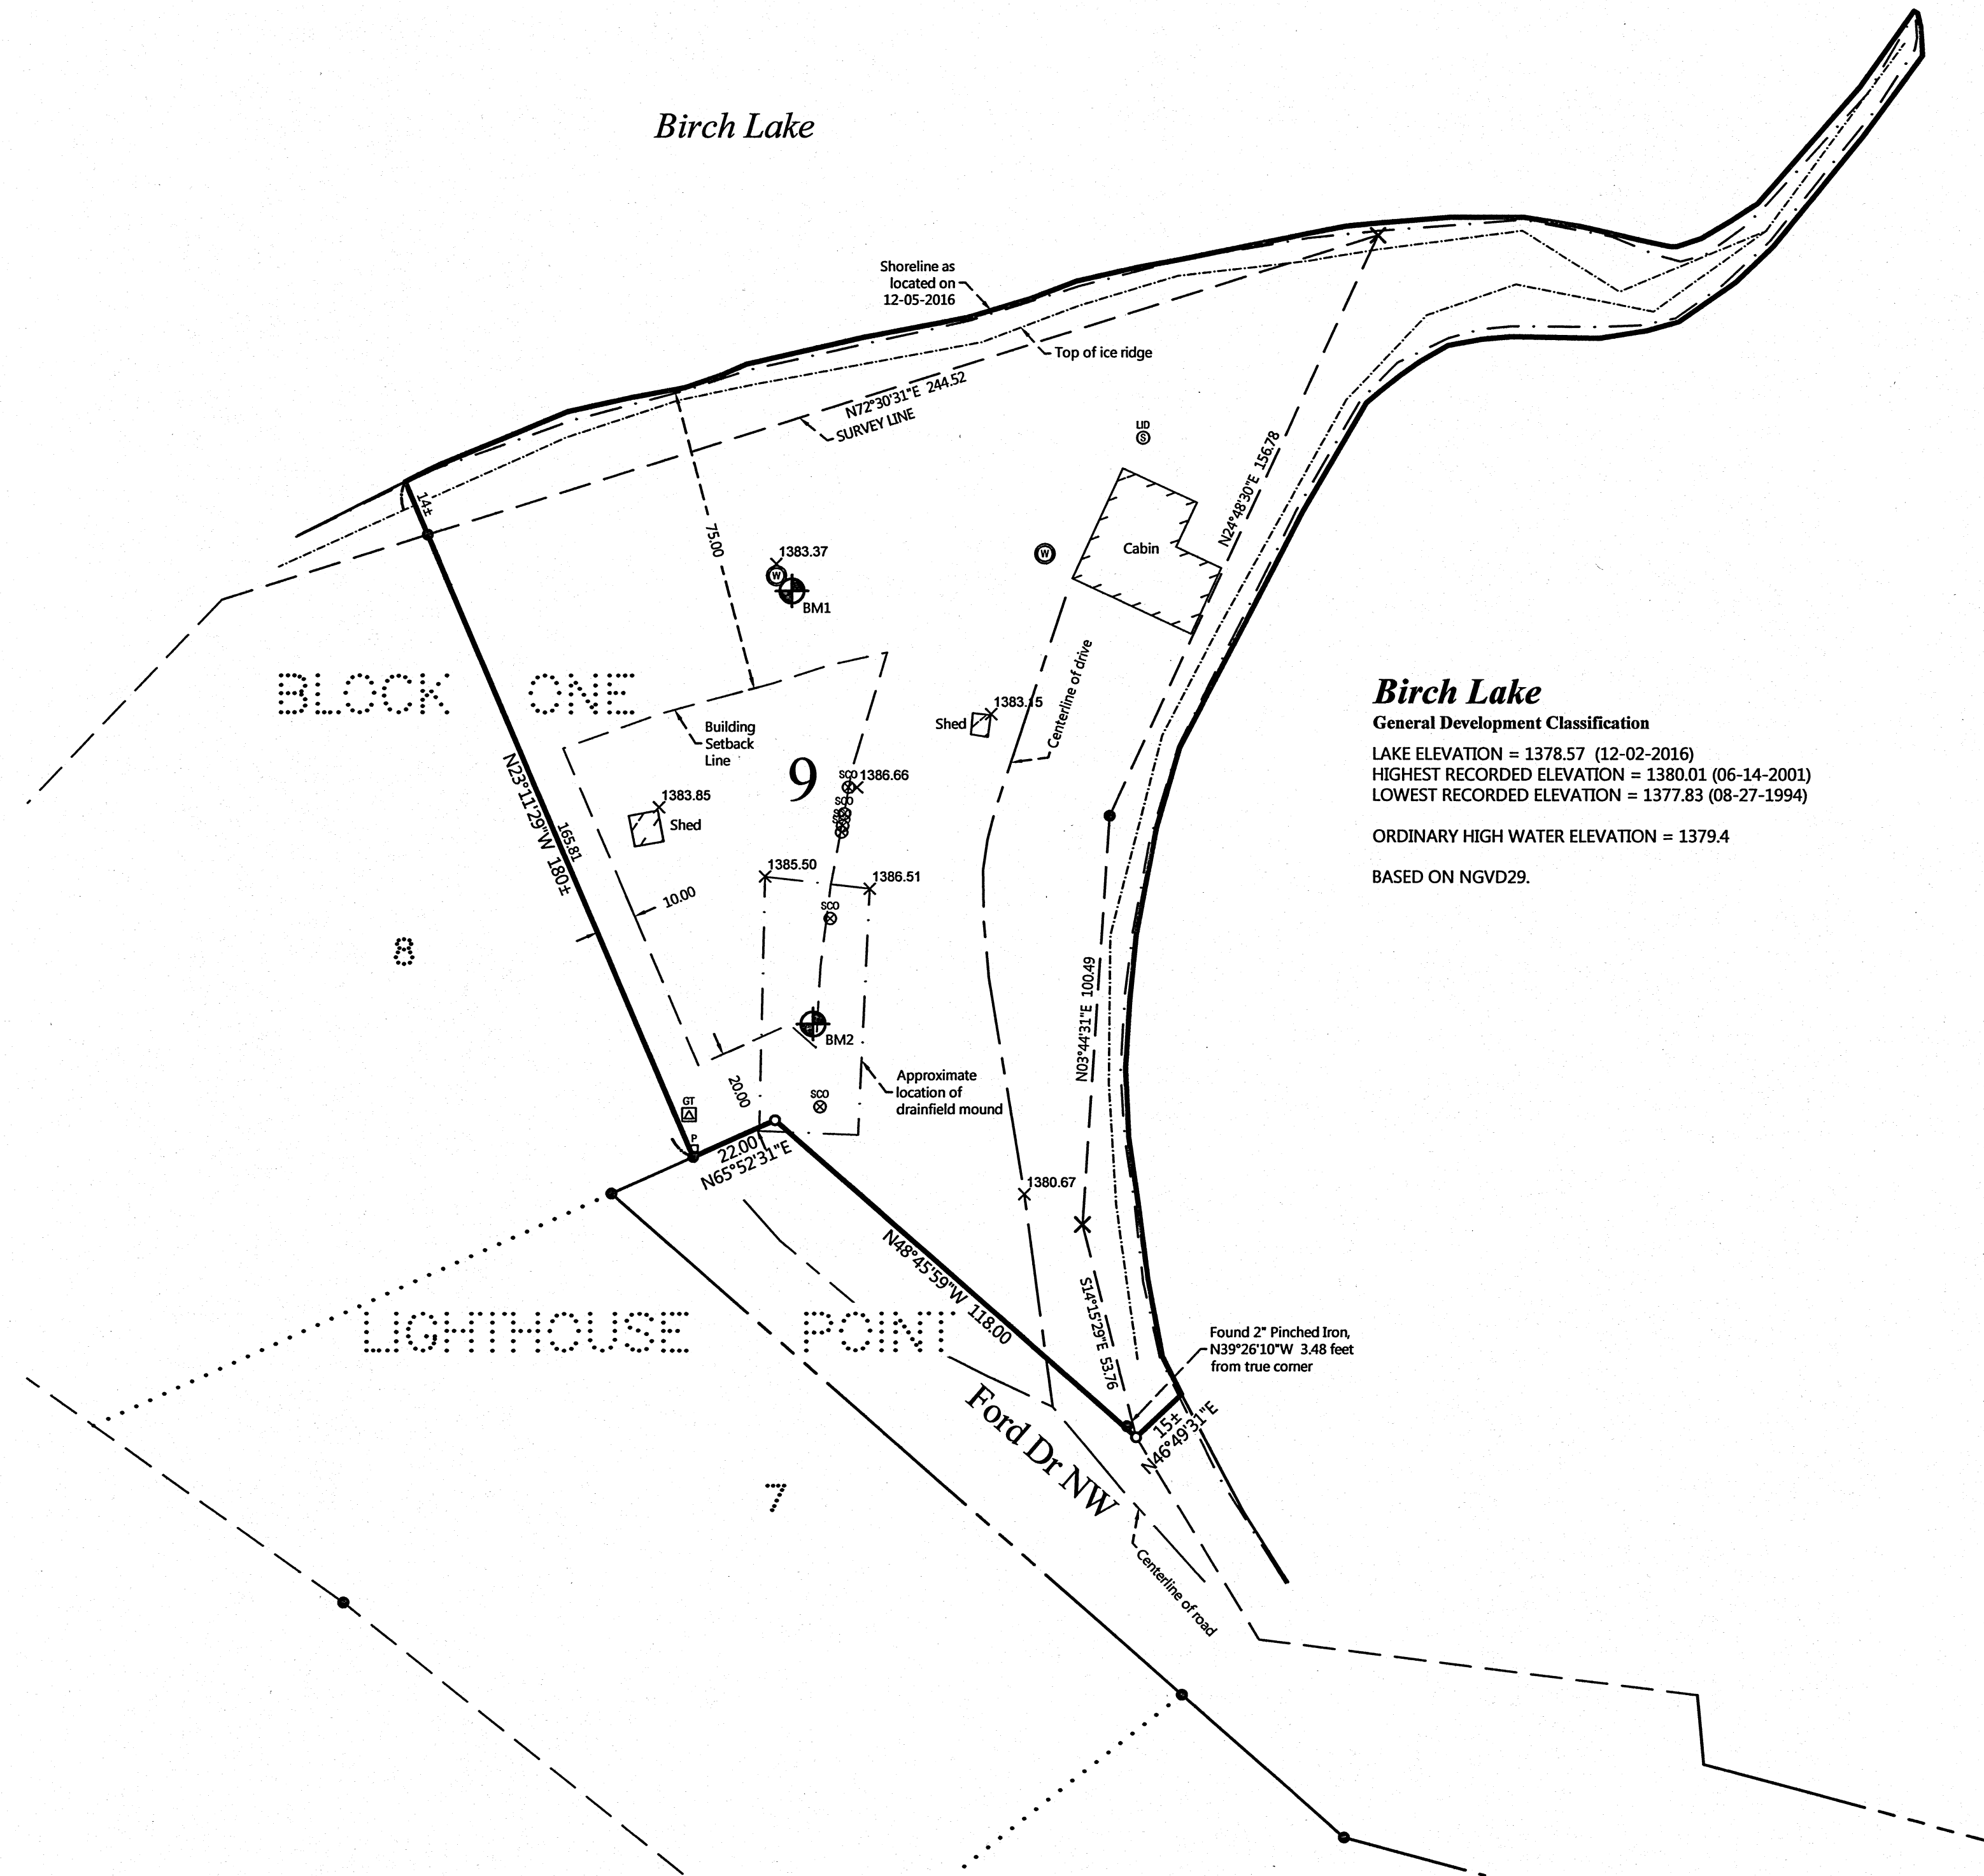 Birch Lake
Shoreline as
located on
12-05-2016
Top of ice ridge
N72°30'31"E 244.52
SURVEY LINE
14±
75.00
1383.37
W
BM1
LID
S
W
Cabin
N24°48'30"E 156.78
BLOCK ONE
Building
Setback
Line
9
Shed
1383.15
Centerline of drive
Birch Lake
General Development Classification
LAKE ELEVATION = 1378.57 (12-02-2016)
HIGHEST RECORDED ELEVATION = 1380.01 (06-14-2001)
LOWEST RECORDED ELEVATION = 1377.83 (08-27-1994)
ORDINARY HIGH WATER ELEVATION = 1379.4
BASED ON NGVD29.
N23°11'29"W 180±
165.81
1383.85
Shed
SCO
1386.66
SCO
10.00
1385.50
1386.51
SCO
8
N03°44'31"E 100.49
BM2
20.00
Approximate
location of
drainfield mound
GT
P
SCO
22.00
N65°52'31"E
1380.67
N48°45'59"W 118.00
S14°15'29"E 53.76
LIGHTHOUSE POINT
Found 2" Pinched Iron,
N39°26'10"W 3.48 feet
from true corner
15±
N46°49'31"E
Ford Dr NW
7
Centerline of road